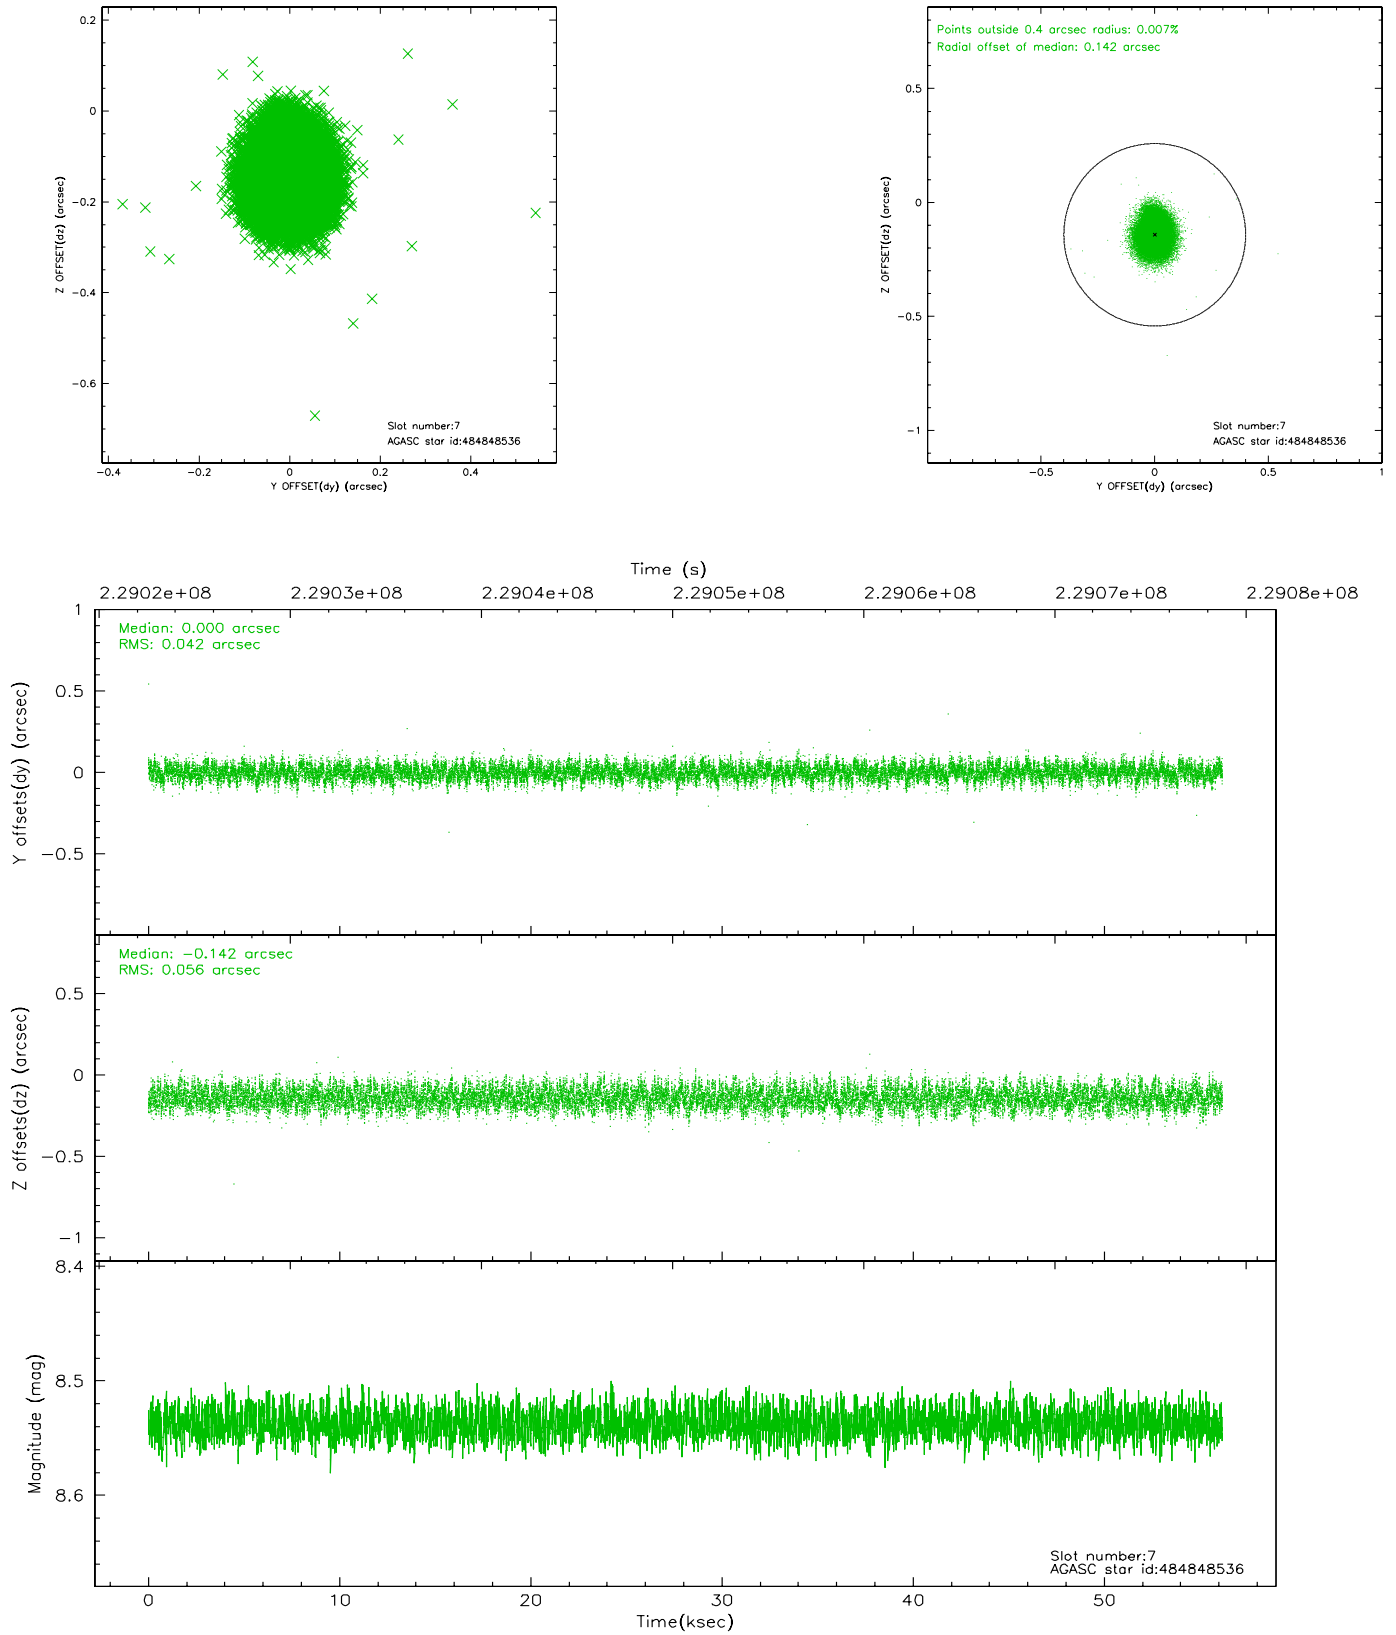 0.2
0
−0.2
−0.4
−0.6
Z OFFSET(dz) (arcsec)
−0.4
−0.2
0
0.2
0.4
Y OFFSET(dy) (arcsec)
Slot number:7
AGASC star id:484848536
Points outside 0.4 arcsec radius: 0.007%
Radial offset of median: 0.142 arcsec
0.5
0
−0.5
−1
Z OFFSET(dz) (arcsec)
−0.5
0
0.5
1
Y OFFSET(dy) (arcsec)
Slot number:7
AGASC star id:484848536
Time (s)
2.2902e+08 2.2903e+08 2.2904e+08 2.2905e+08 2.2906e+08 2.2907e+08 2.2908e+08
Median: 0.000 arcsec
RMS: 0.042 arcsec
1
0.5
0
−0.5
Y offsets(dy) (arcsec)
Median: −0.142 arcsec
RMS: 0.056 arcsec
0.5
0
−0.5
−1
Z offsets(dz) (arcsec)
8.4
8.5
8.6
Magnitude (mag)
Slot number:7
AGASC star id:484848536
0 10 20 30 40 50
Time(ksec)